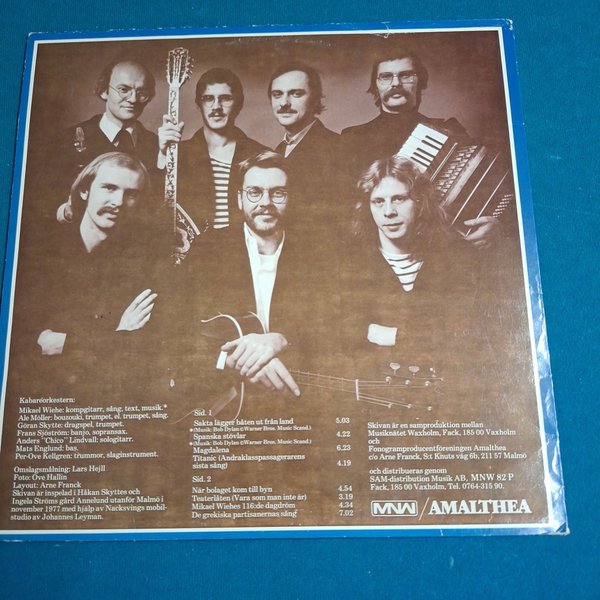 Kabaréorkestern:
Mikael Wiehe: kompgitarr, sång, text, musik.*
Ale Möller: bouzouki, trumpet, el. trumpet, sång.
Göran Skytte: dragspel, trumpet.
Frans Sjöström: banjo, sopransax.
Anders "Chico" Lindvall: sologitarr.
Mats Englund: bas.
Per-Ove Kellgren: trummor, slaginstrument.
Omslagsmålning: Lars Hejll
Foto: Ove Hallin
Layout: Arne Franck
Skivan är inspelad i Håkan Skyttes och
Ingela Ströms gård Annelund utanför Malmö i
november 1977 med hjälp av Nacksvings mobil-
studio av Johannes Leyman.
Sid. 1
Sakta lägger båten ut från land 5.03
(Musik: Bob Dylan ©Warner Bros. Music Scand.)
Spanska stövlar 4.22
*(Musik: Bob Dylan ©Warner Bros. Music Scand.)
Magdalena 6.23
Titanic (Andraklasspassagerarens
sista sång) 4.19
Sid. 2
När bolaget kom till byn 4.54
Teaterlåten (Vara som man inte är) 3.19
Mikael Wiehes 116:de dagdröm 4.34
De grekiska partisanernas sång 7.02
Skivan är en samproduktion mellan
Musiknätet Waxholm, Fack, 185 00 Vaxholm
och
Fonogramproducentföreningen Amalthea
c/o Arne Franck, S:t Knuts väg 6b, 211 57 Malmö
och distribueras genom
SAM-distribution Musik AB, MNW 82 P
Fack, 185 00 Vaxholm, Tel. 0764-315 90.
MNW / AMALTHEA